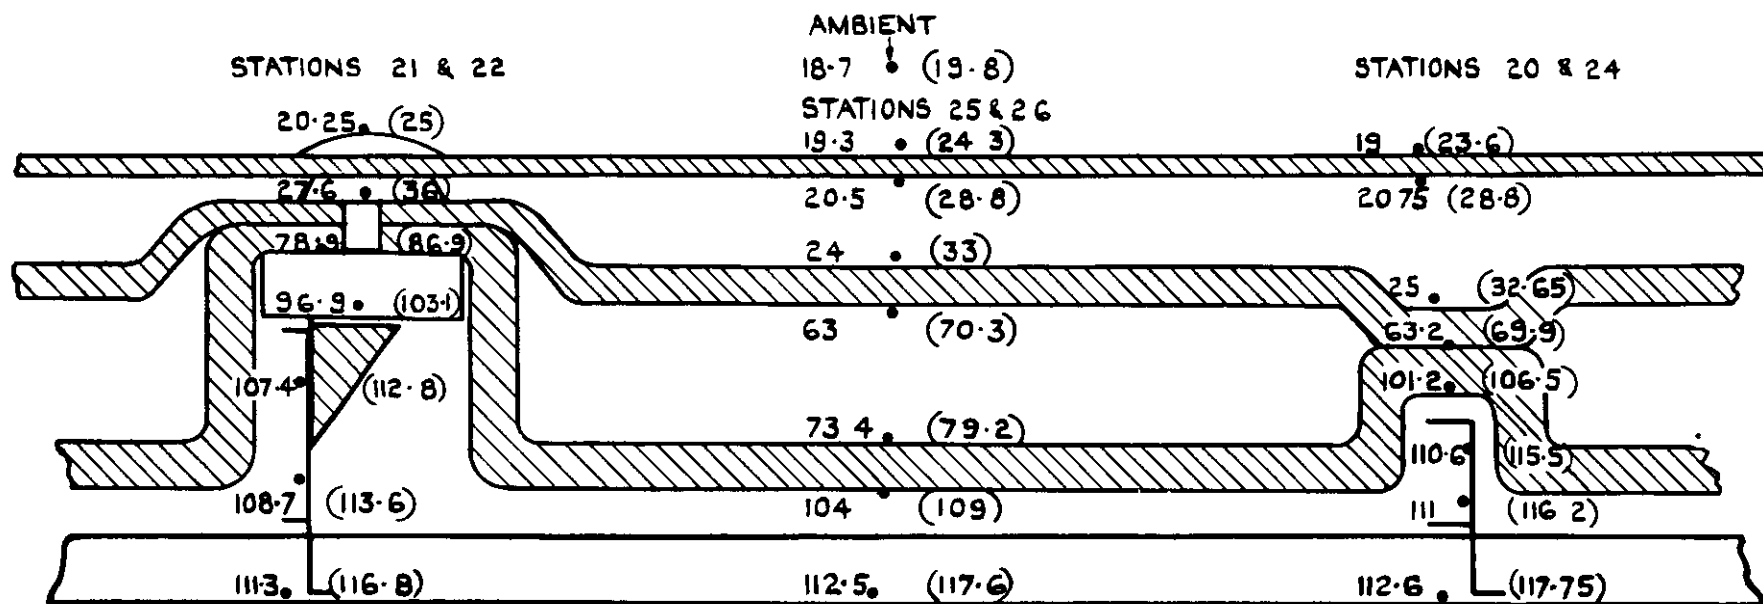 AMBIENT
18·7 (19·8)
STATIONS 21 & 22
STATIONS 20 & 24
STATIONS 25 & 26
20·25 (25)
19·3 (24 3)
19 (23·6)
27·6 (36)
20·5 (28·8)
20 75 (28·8)
78·9 (86·9)
24 (33)
96·9 (103·1)
25 (32·65)
63 (70·3)
63·2 (69·9)
107·4 (112·8)
101·2 (106·5)
73 4 (79·2)
110·6 (115·5)
108·7 (113·6)
104 (109)
111 (116 2)
111·3 (116·8)
112·5 (117·6)
112·6 (117·75)